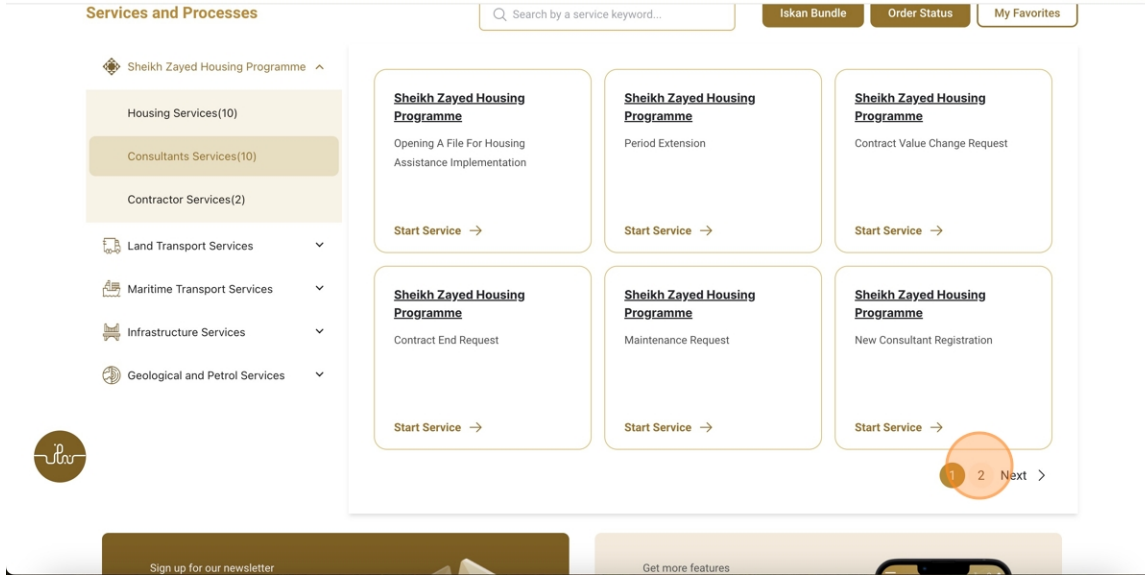 Services and Processes
Search by a service keyword...
Iskan Bundle
Order Status
My Favorites
Sheikh Zayed Housing Programme
Housing Services(10)
Consultants Services(10)
Contractor Services(2)
Land Transport Services
Maritime Transport Services
Infrastructure Services
Geological and Petrol Services
Sheikh Zayed Housing
Programme
Opening A File For Housing
Assistance Implementation
Start Service
Sheikh Zayed Housing
Programme
Period Extension
Start Service
Sheikh Zayed Housing
Programme
Contract Value Change Request
Start Service
Sheikh Zayed Housing
Programme
Contract End Request
Start Service
Sheikh Zayed Housing
Programme
Maintenance Request
Start Service
Sheikh Zayed Housing
Programme
New Consultant Registration
Start Service
1 2 Next
Sign up for our newsletter
Get more features